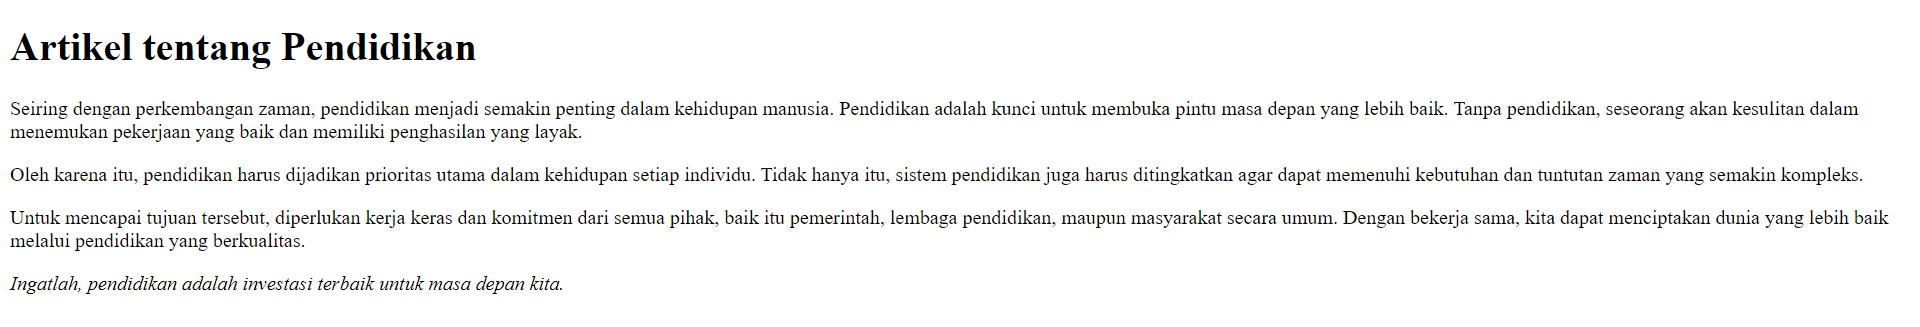 Artikel tentang Pendidikan
Seiring dengan perkembangan zaman, pendidikan menjadi semakin penting dalam kehidupan manusia. Pendidikan adalah kunci untuk membuka pintu masa depan yang lebih baik. Tanpa pendidikan, seseorang akan kesulitan dalam
menemukan pekerjaan yang baik dan memiliki penghasilan yang layak.
Oleh karena itu, pendidikan harus dijadikan prioritas utama dalam kehidupan setiap individu. Tidak hanya itu, sistem pendidikan juga harus ditingkatkan agar dapat memenuhi kebutuhan dan tuntutan zaman yang semakin kompleks.
Untuk mencapai tujuan tersebut, diperlukan kerja keras dan komitmen dari semua pihak, baik itu pemerintah, lembaga pendidikan, maupun masyarakat secara umum. Dengan bekerja sama, kita dapat menciptakan dunia yang lebih baik
melalui pendidikan yang berkualitas.
Ingatlah, pendidikan adalah investasi terbaik untuk masa depan kita.